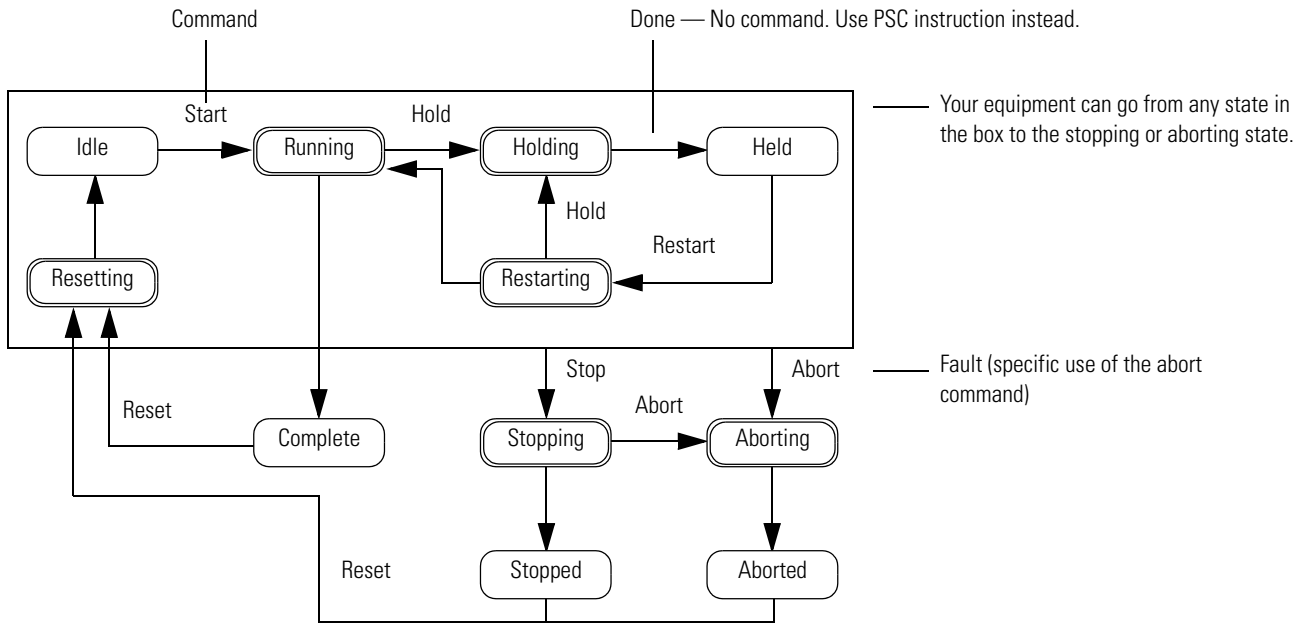 Command
Done — No command. Use PSC instruction instead.
Your equipment can go from any state in
the box to the stopping or aborting state.
Start
Hold
Idle
Running
Holding
Held
Hold
Restart
Resetting
Restarting
Stop
Abort
Fault (specific use of the abort
command)
Reset
Abort
Complete
Stopping
Aborting
Reset
Stopped
Aborted